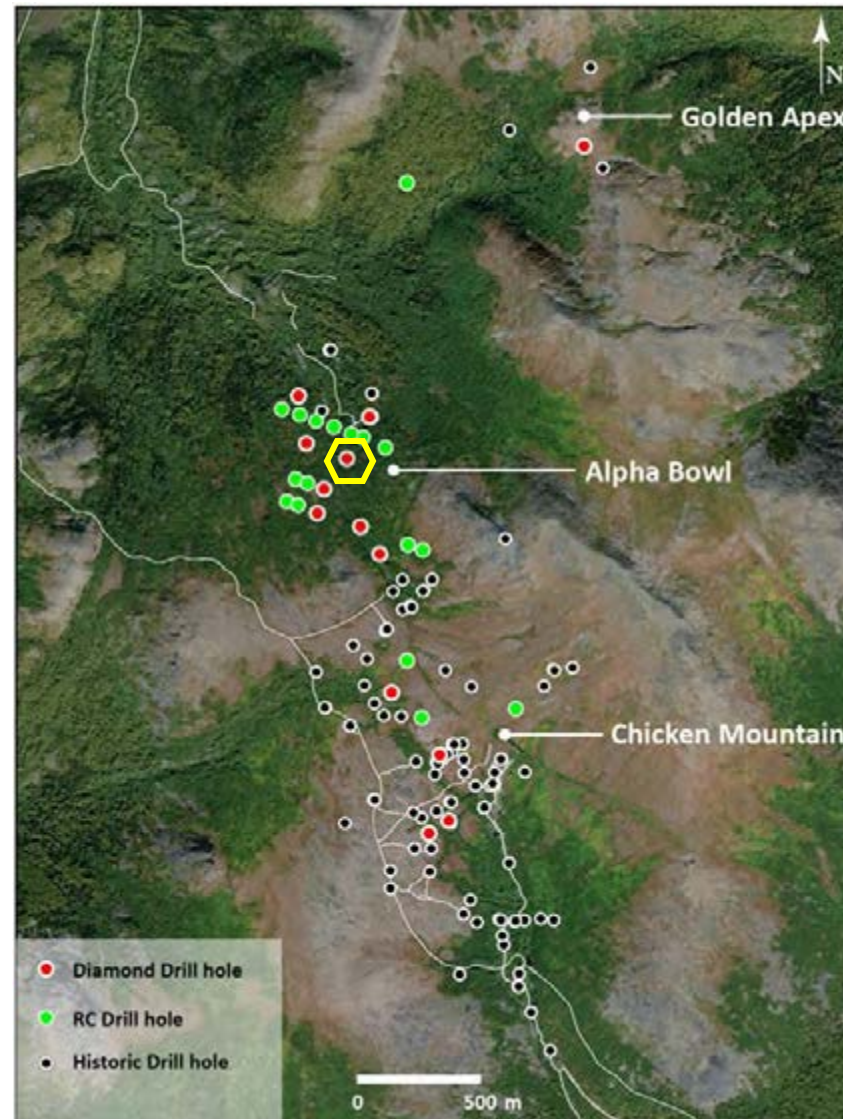 N
Golden Apex
Alpha Bowl
Chicken Mountain
Diamond Drill hole
RC Drill hole
Historic Drill hole
0 500 m